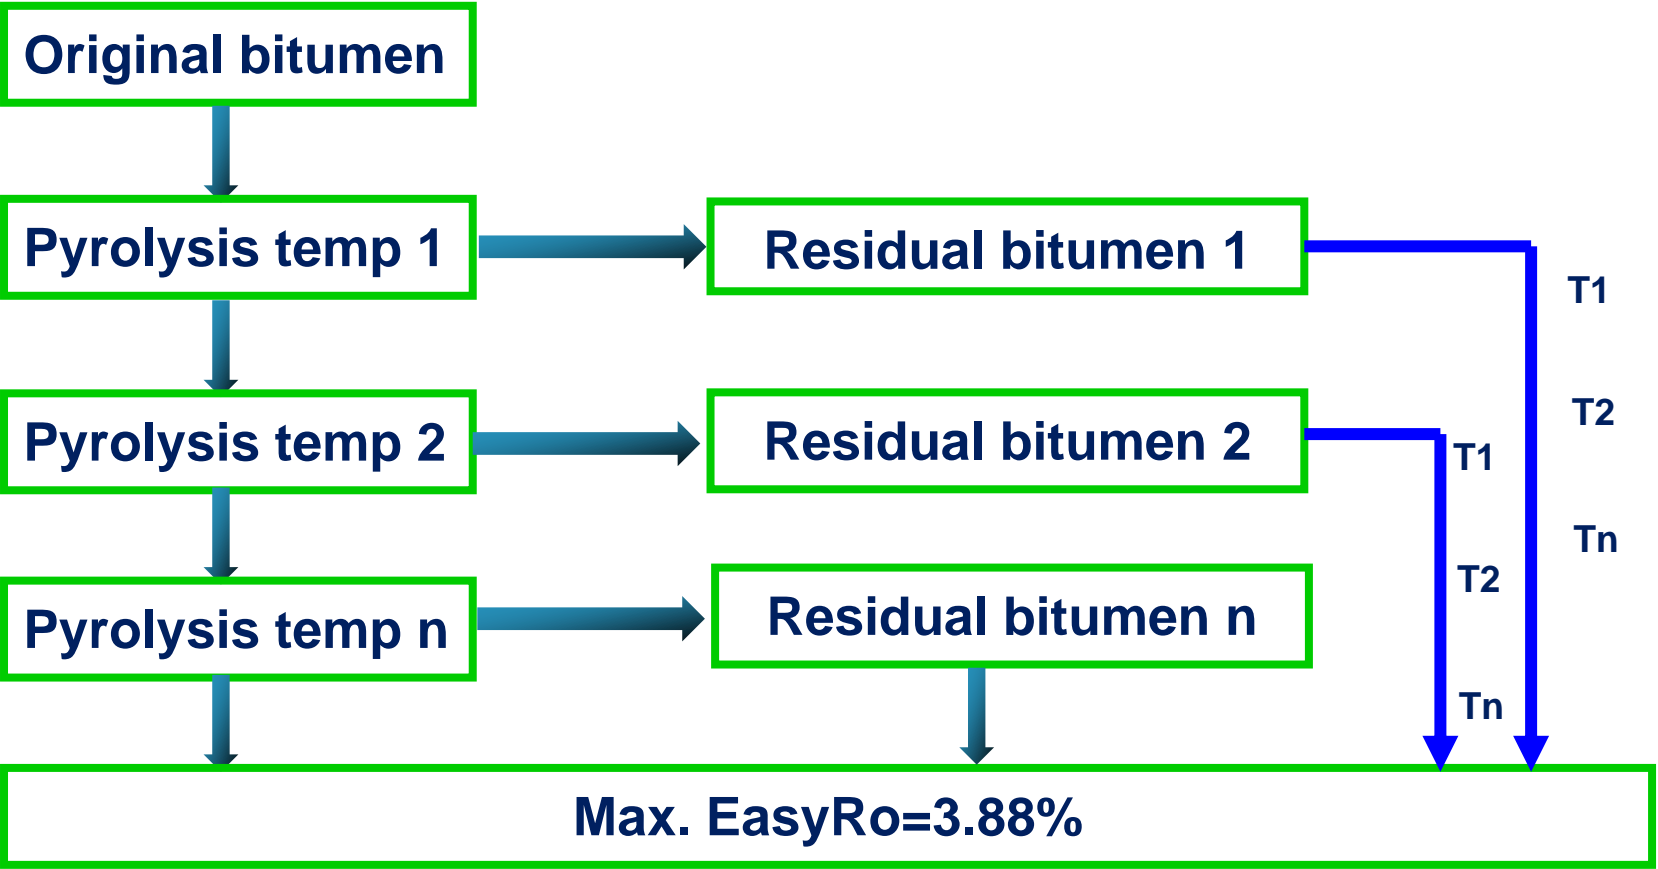 Original bitumen
Pyrolysis temp 1
Residual bitumen 1
T1
T2
Pyrolysis temp 2
Residual bitumen 2
T1
Tn
T2
Pyrolysis temp n
Residual bitumen n
Tn
Max. EasyRo=3.88%